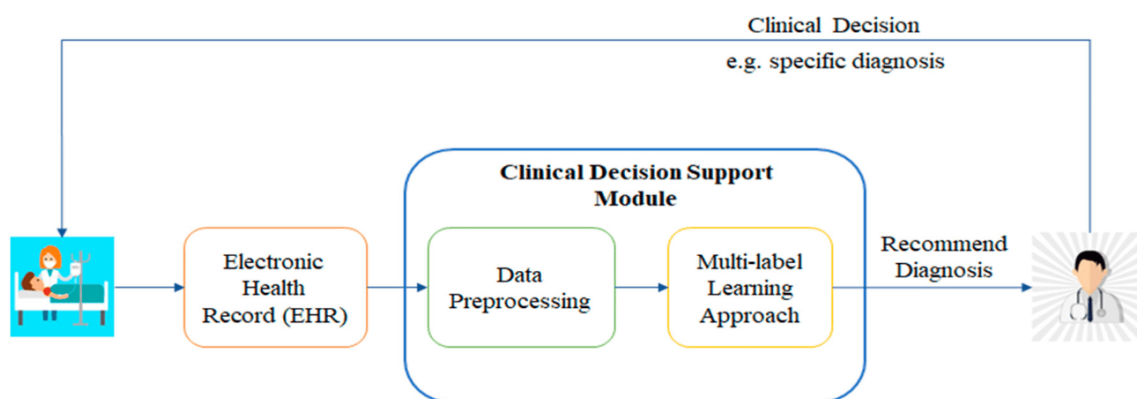 Clinical Decision
e.g. specific diagnosis
Clinical Decision Support
Module
Electronic
Health
Record (EHR)
Data
Preprocessing
Multi-label
Learning
Approach
Recommend
Diagnosis